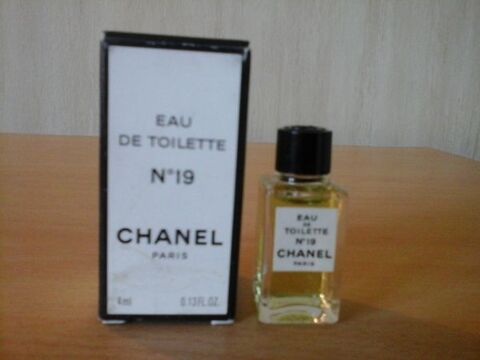 EAU
DE TOILETTE
N°19
CHANEL
PARIS
4ml 0.13 FL. OZ.
EAU
DE
TOILETTE
N°19
CHANEL
PARIS